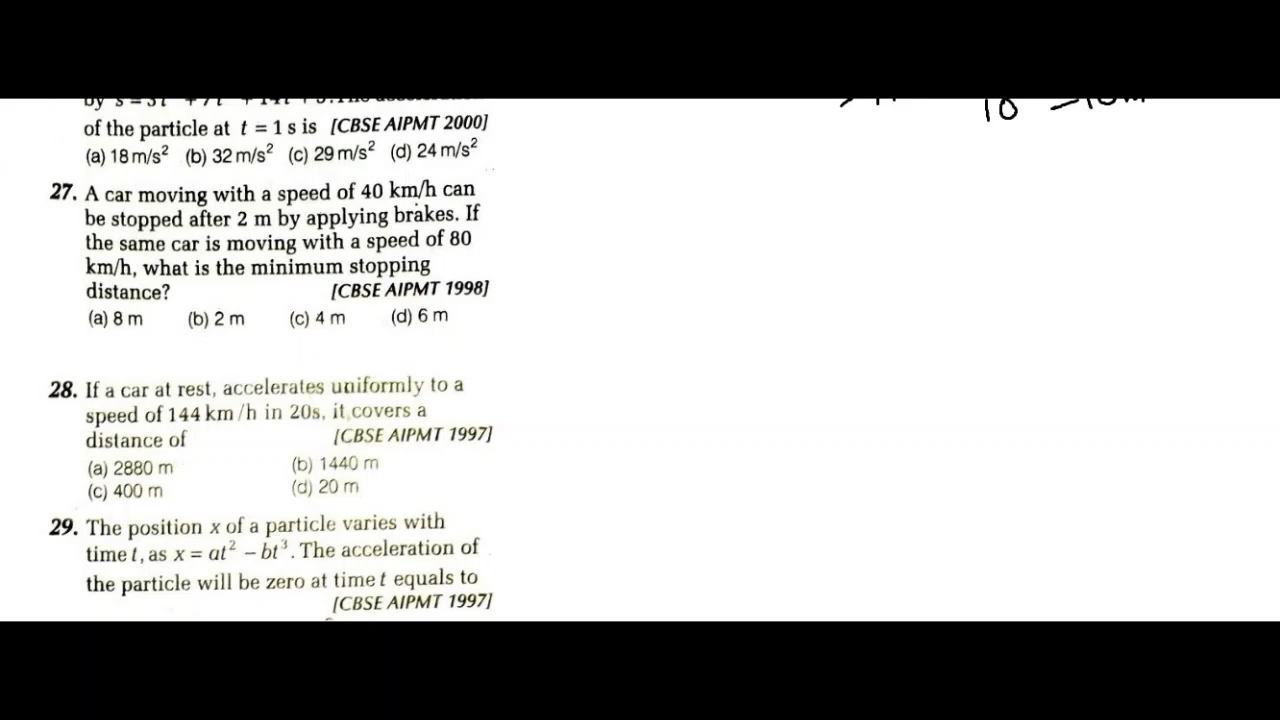 of the particle at t = 1 s is [CBSE AIPMT 2000]
(a) 18 m/s² (b) 32 m/s² (c) 29 m/s² (d) 24 m/s²
27. A car moving with a speed of 40 km/h can
be stopped after 2 m by applying brakes. If
the same car is moving with a speed of 80
km/h, what is the minimum stopping
distance? [CBSE AIPMT 1998]
(a) 8 m (b) 2 m (c) 4 m (d) 6 m
28. If a car at rest, accelerates uniformly to a
speed of 144 km/h in 20s, it covers a
distance of [CBSE AIPMT 1997]
(a) 2880 m (b) 1440 m
(c) 400 m (d) 20 m
29. The position x of a particle varies with
time t, as x = at² − bt³. The acceleration of
the particle will be zero at time t equals to
[CBSE AIPMT 1997]